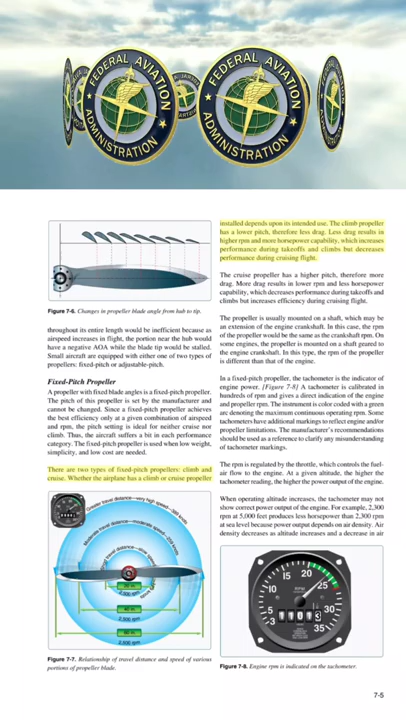 FEDERAL AVIATION
ADMINISTRATION
FEDERAL AVIATION
ADMINISTRATION
Figure 7-6. Changes in propeller blade angle from hub to tip.
throughout its entire length would be inefficient because as
airspeed increases in flight, the portion near the hub would
have a negative AOA while the blade tip would be stalled.
Small aircraft are equipped with either one of two types of
propellers: fixed-pitch or adjustable-pitch.
Fixed-Pitch Propeller
A propeller with fixed blade angles is a fixed-pitch propeller.
The pitch of this propeller is set by the manufacturer and
cannot be changed. Since a fixed-pitch propeller achieves
the best efficiency only at a given combination of airspeed
and rpm, the pitch setting is ideal for neither cruise nor
climb. Thus, the aircraft suffers a bit in each performance
category. The fixed-pitch propeller is used when low weight,
simplicity, and low cost are needed.
There are two types of fixed-pitch propellers: climb and
cruise. Whether the airplane has a climb or cruise propeller
Greater travel distance—very high speed—389 knots
Moderate travel distance—moderate speed—259 knots
2,500 rpm
2,500 rpm
2,500 rpm
Figure 7-7. Relationship of travel distance and speed of various
portions of propeller blade.
installed depends upon its intended use. The climb propeller
has a lower pitch, therefore less drag. Less drag results in
higher rpm and more horsepower capability, which increases
performance during takeoffs and climbs but decreases
performance during cruising flight.
The cruise propeller has a higher pitch, therefore more
drag. More drag results in lower rpm and less horsepower
capability, which decreases performance during takeoffs and
climbs but increases efficiency during cruising flight.
The propeller is usually mounted on a shaft, which may be
an extension of the engine crankshaft. In this case, the rpm
of the propeller would be the same as the crankshaft rpm. On
some engines, the propeller is mounted on a shaft geared to
the engine crankshaft. In this type, the rpm of the propeller
is different than that of the engine.
In a fixed-pitch propeller, the tachometer is the indicator of
engine power. [Figure 7-8] A tachometer is calibrated in
hundreds of rpm and gives a direct indication of the engine
and propeller rpm. The instrument is color coded with a green
arc denoting the maximum continuous operating rpm. Some
tachometers have additional markings to reflect engine and/or
propeller limitations. The manufacturer's recommendations
should be used as a reference to clarify any misunderstanding
of tachometer markings.
The rpm is regulated by the throttle, which controls the fuel-
air flow to the engine. At a given altitude, the higher the
tachometer reading, the higher the power output of the engine.
When operating altitude increases, the tachometer may not
show correct power output of the engine. For example, 2,300
rpm at 5,000 feet produces less horsepower than 2,300 rpm
at sea level because power output depends on air density. Air
density decreases as altitude increases and a decrease in air
5
10
15
20
25
30
35
RPM
Figure 7-8. Engine rpm is indicated on the tachometer.
7-5